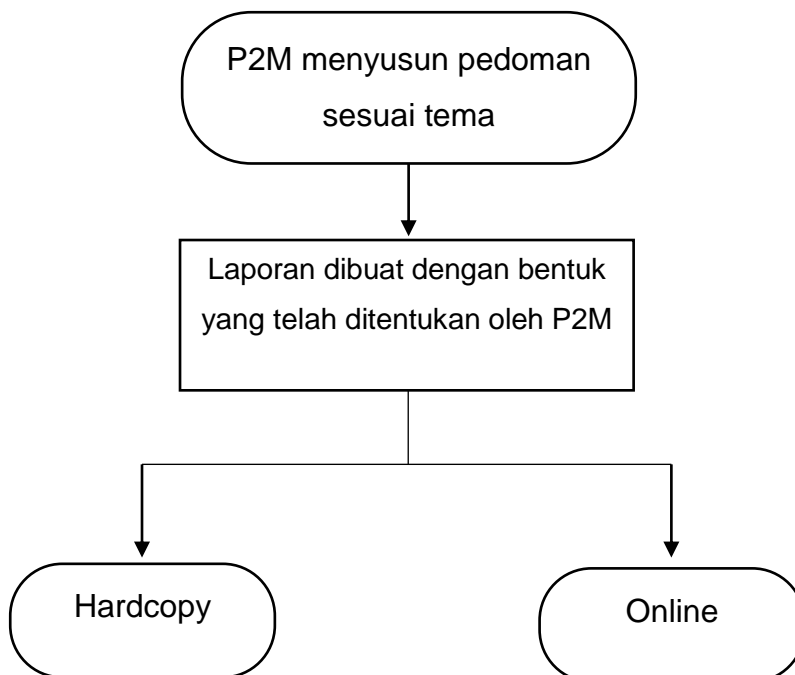 P2M menyusun pedoman
sesuai tema
Laporan dibuat dengan bentuk
yang telah ditentukan oleh P2M
Hardcopy
Online